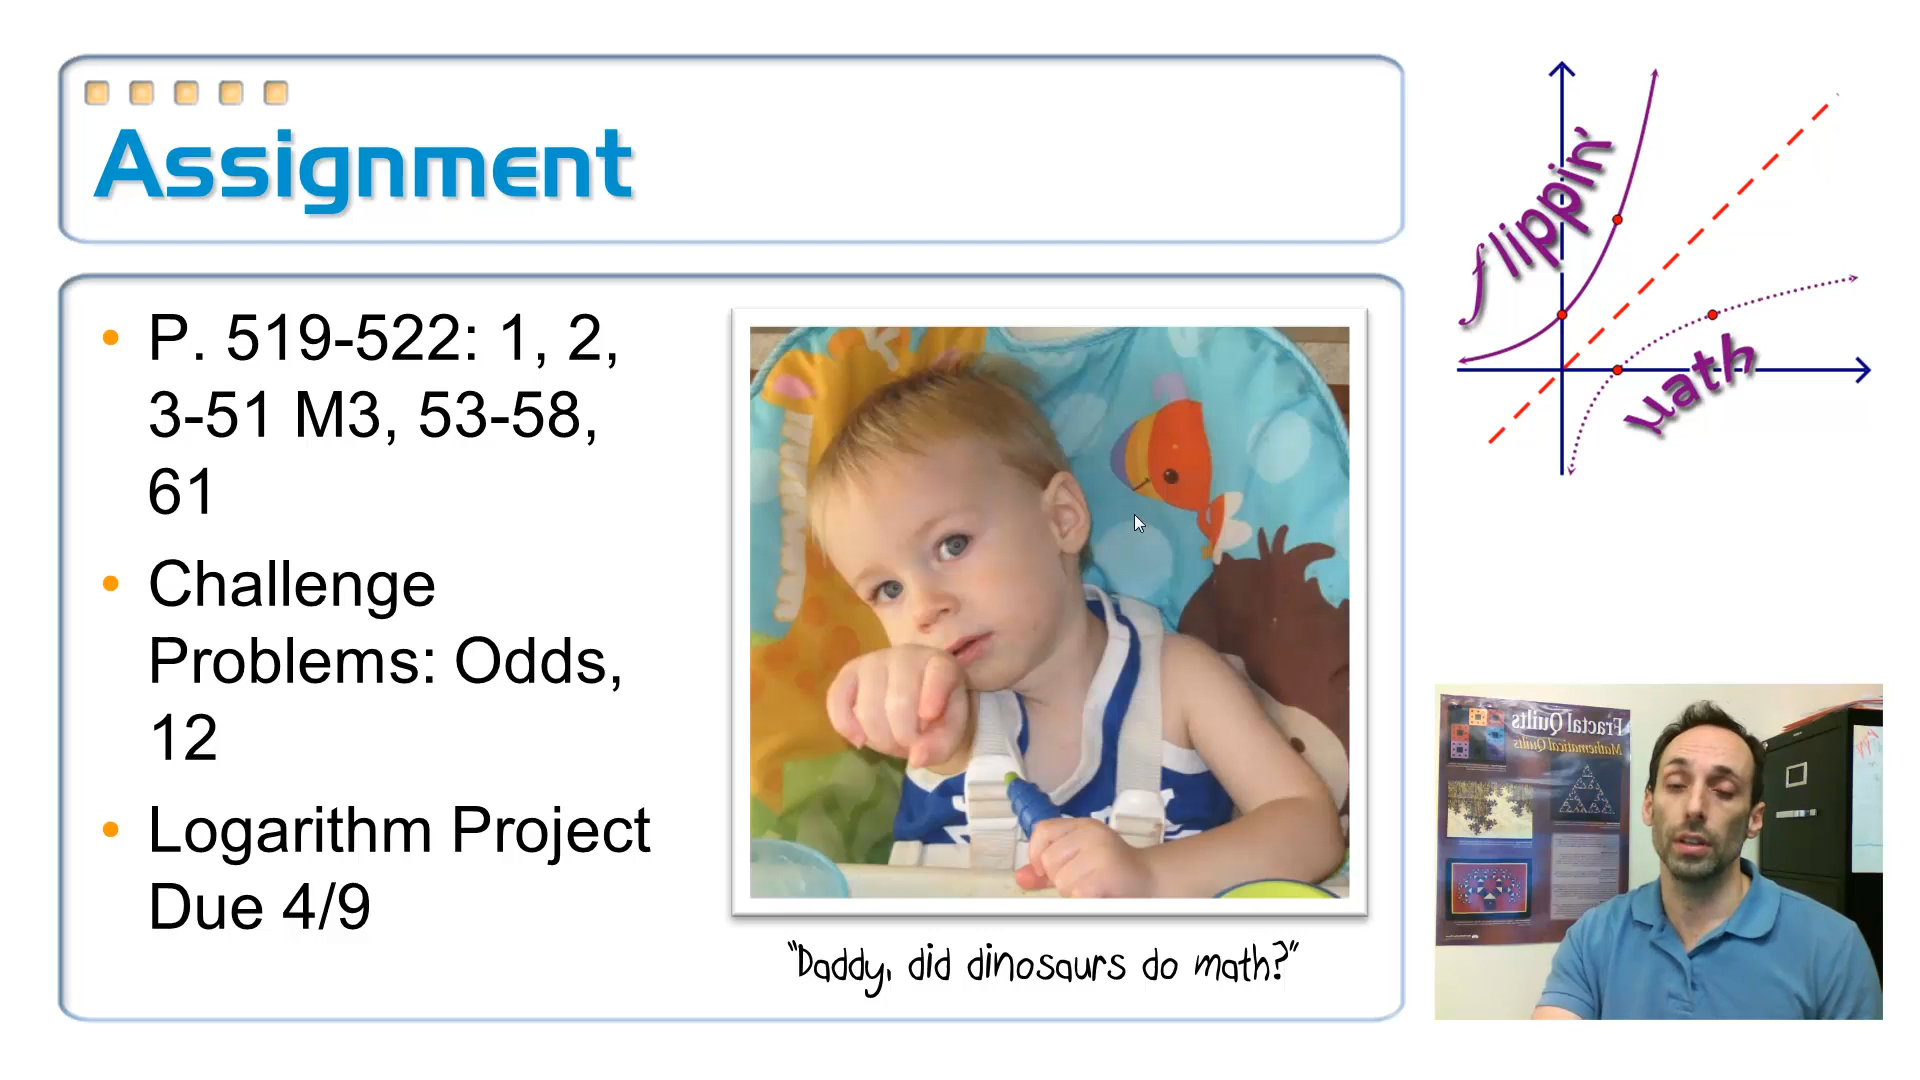 Assignment
P. 519-522: 1, 2,
3-51 M3, 53-58,
61
Challenge
Problems: Odds,
12
Logarithm Project
Due 4/9
"Daddy, did dinosaurs do math?"
flippin'
math
Fractal Quilts
Mathematical Quilts